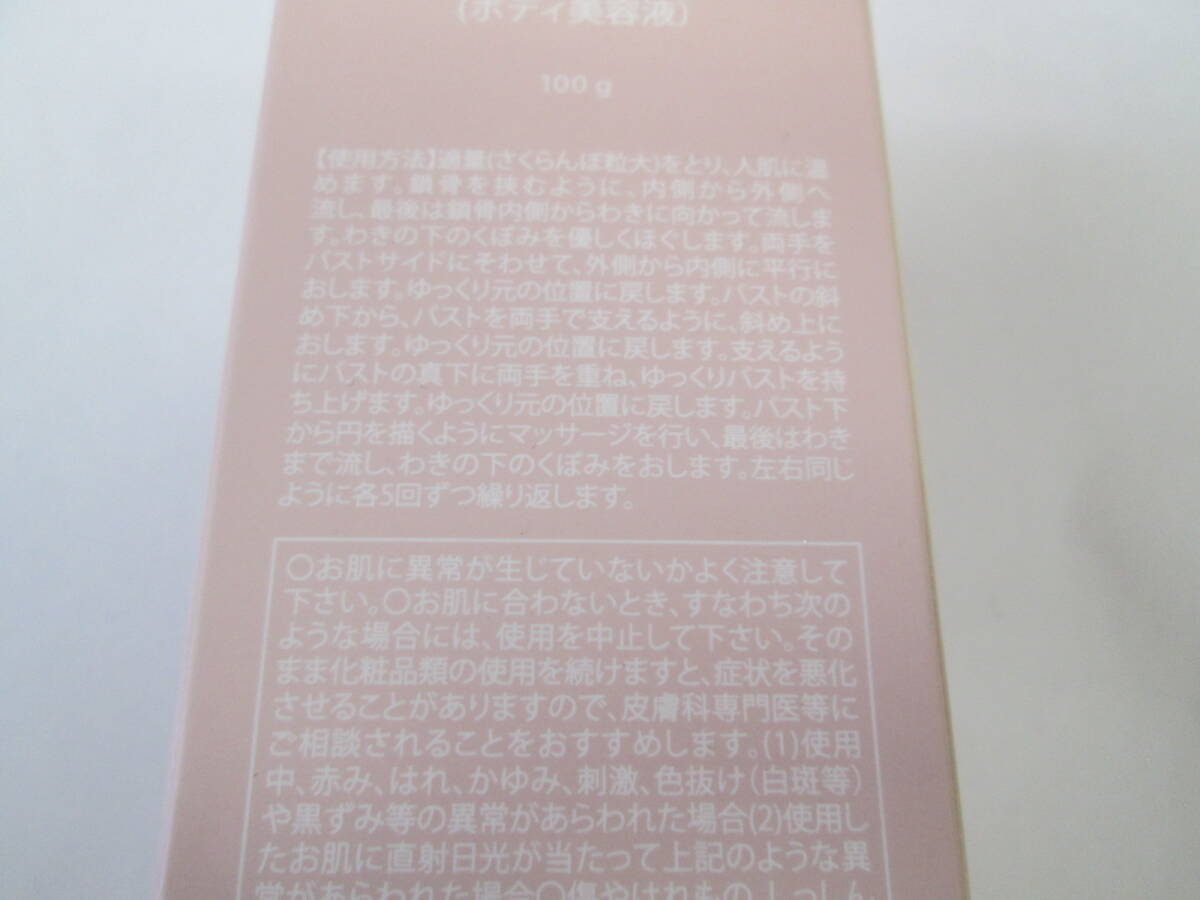 (ボディ美容液)
100 g
【使用方法】適量(さくらんぼ粒大)をとり、人肌に温
めます。鎖骨を挟むように、内側から外側へ
流し、最後は鎖骨内側からわきに向かって流しま
す。わきの下のくぼみを優しくほぐします。両手を
バストサイドにそわせて、外側から内側に平行に
おします。ゆっくり元の位置に戻します。バストの斜
め下から、バストを両手で支えるように、斜め上に
おします。ゆっくり元の位置に戻します。支えるよう
にバストの真下に両手を重ね、ゆっくりバストを持
ち上げます。ゆっくり元の位置に戻します。バスト下
から円を描くようにマッサージを行い、最後はわき
まで流し、わきの下のくぼみをおします。左右同じ
ように各5回ずつ繰り返します。
〇お肌に異常が生じていないかよく注意して
下さい。〇お肌に合わないとき、すなわち次の
ような場合には、使用を中止して下さい。その
まま化粧品類の使用を続けますと、症状を悪化
させることがありますので、皮膚科専門医等に
ご相談されることをおすすめします。(1)使用
中、赤み、はれ、かゆみ、刺激、色抜け(白斑等)
や黒ずみ等の異常があらわれた場合(2)使用し
たお肌に直射日光が当たって上記のような異
常があらわれた場合〇傷やはれもの、しっしん